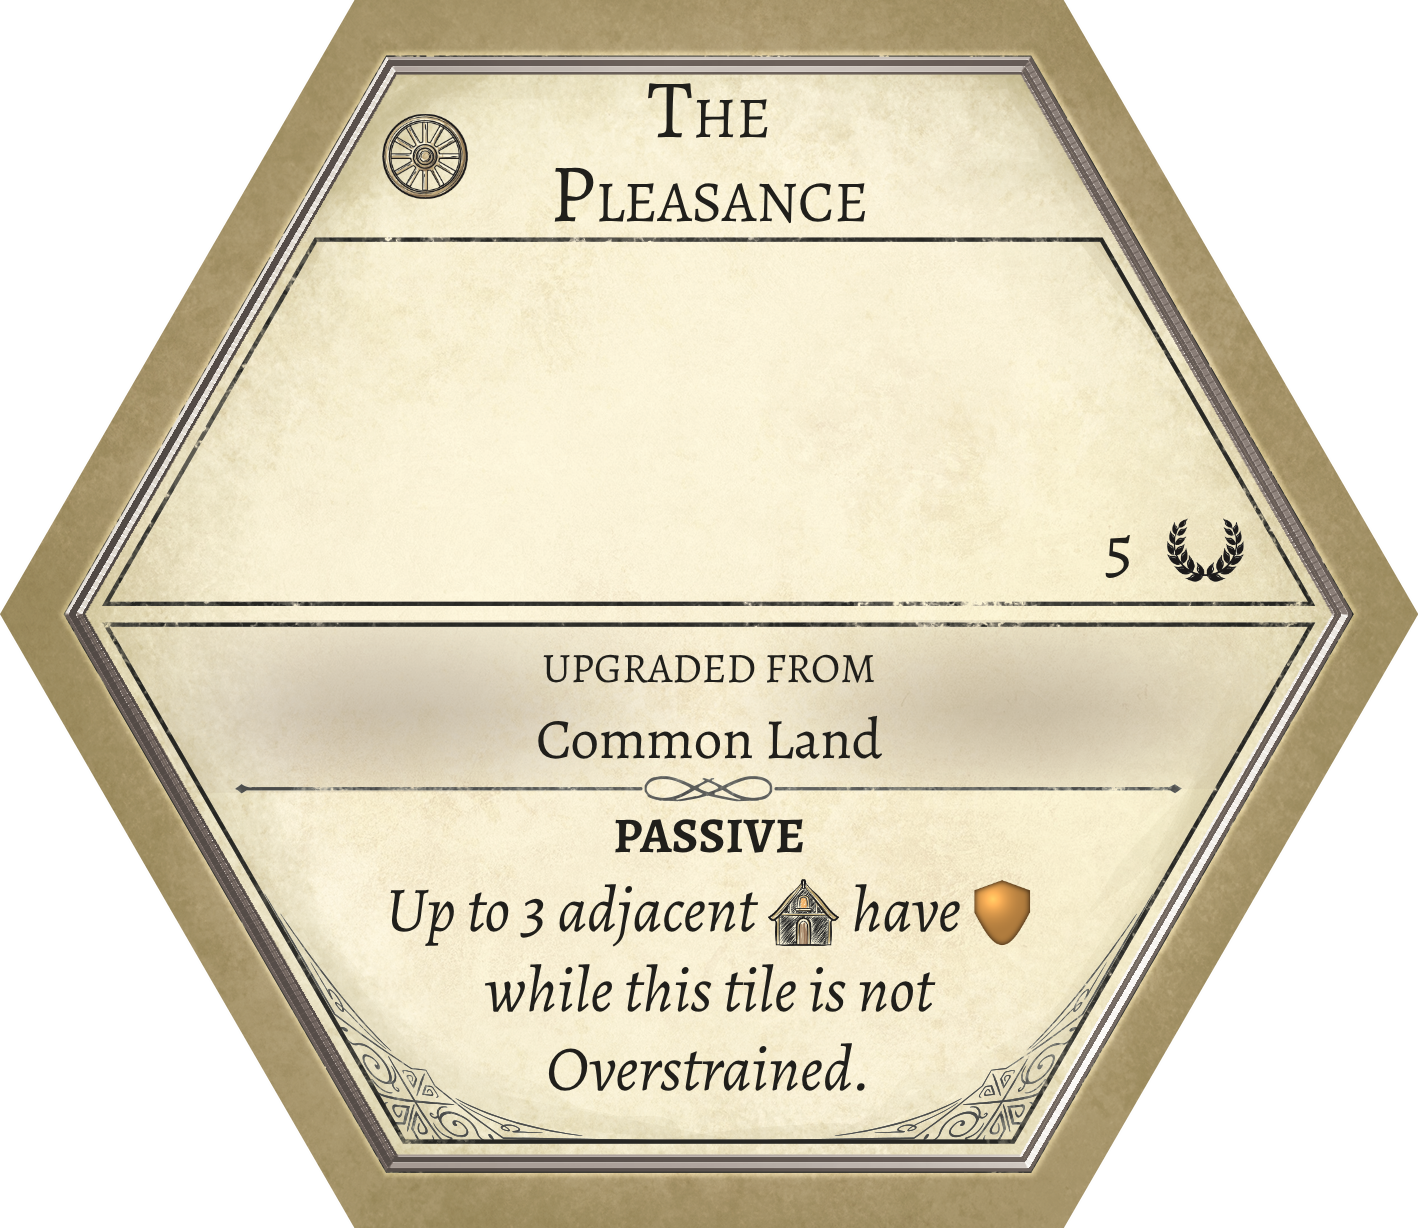 The
Pleasance
5
UPGRADED FROM
Common Land
PASSIVE
Up to 3 adjacent have
while this tile is not
Overstrained.